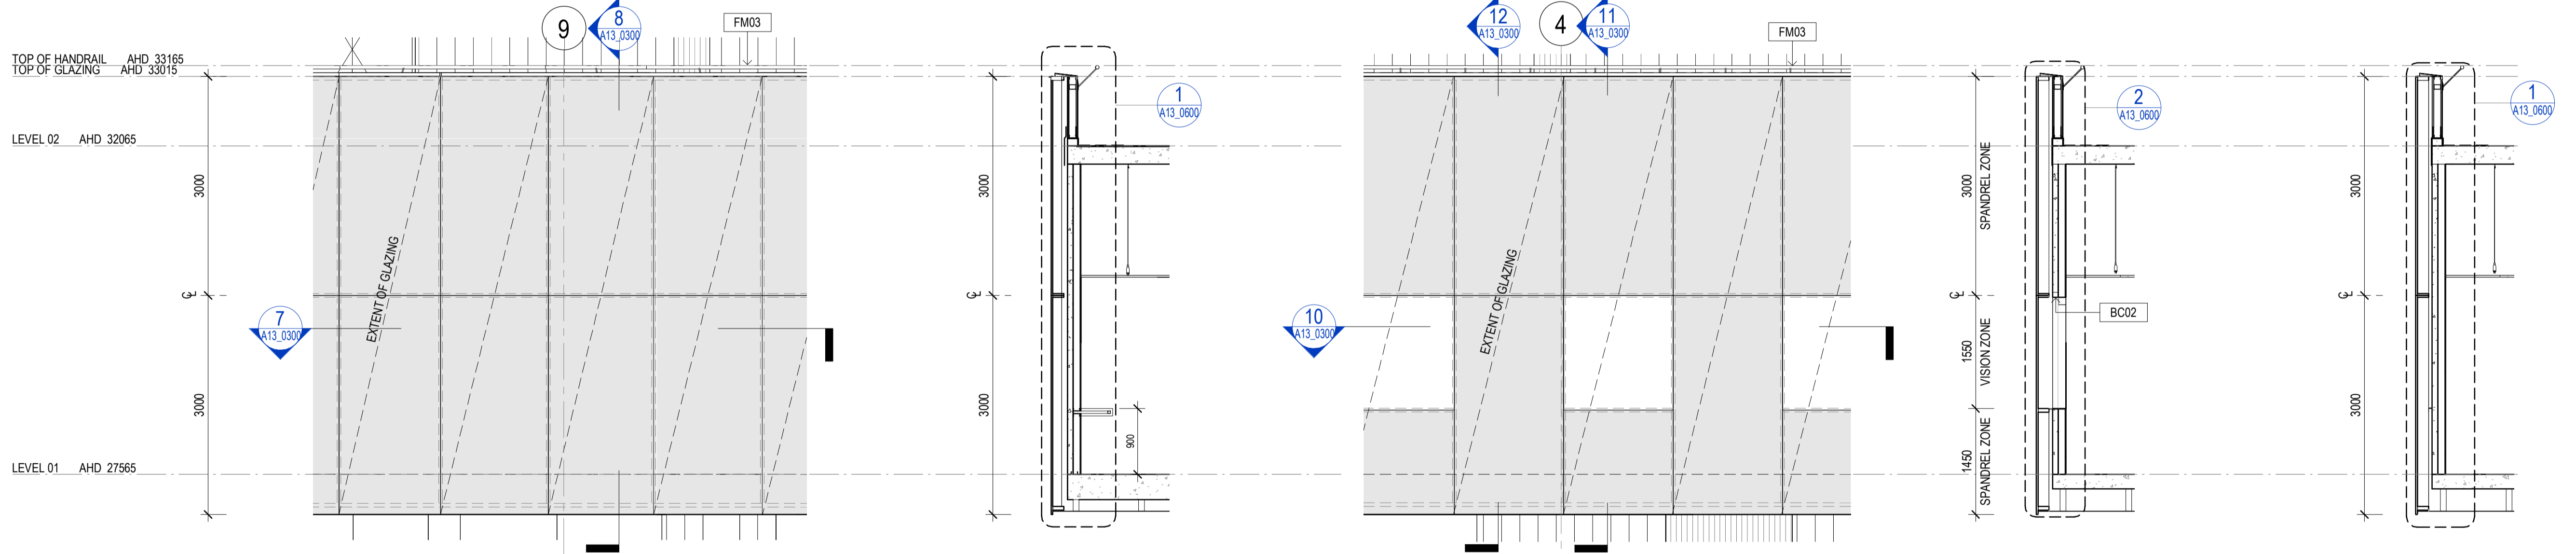 TOP OF HANDRAIL AHD 33165
TOP OF GLAZING AHD 33015
LEVEL 02 AHD 32065
LEVEL 01 AHD 27565
3000
3000
9
8
A13_0300
FM03
EXTENT OF GLAZING
7
A13_0300
℄
3000
3000
℄
1
A13_0600
900
12
A13_0300
4
11
A13_0300
FM03
EXTENT OF GLAZING
10
A13_0300
3000
SPANDREL ZONE
℄
1550
VISION ZONE
1450
SPANDREL ZONE
2
A13_0600
BC02
3000
3000
℄
1
A13_0600